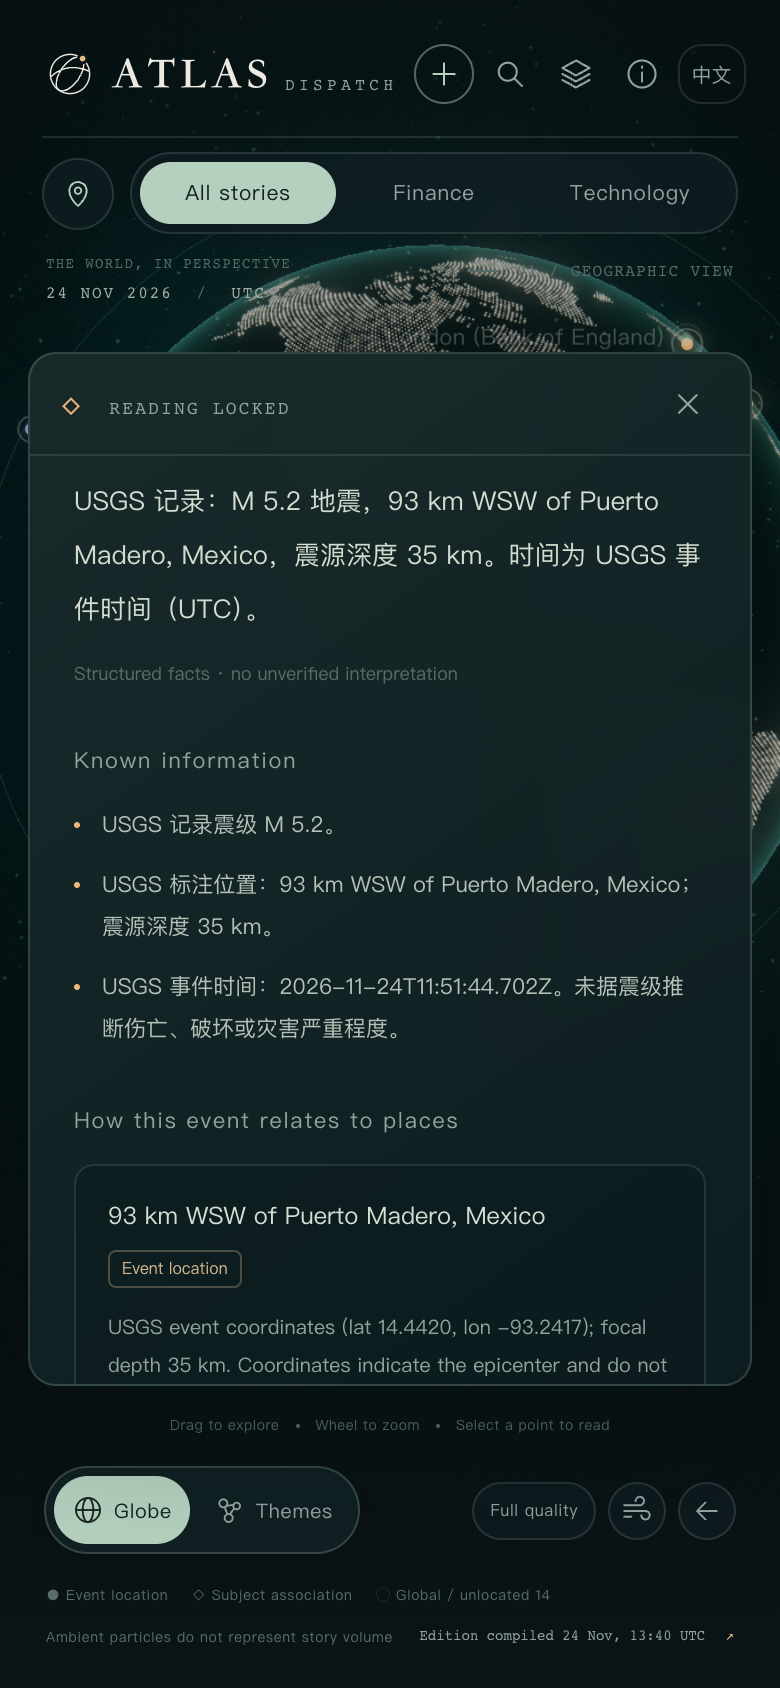 ATLAS DISPATCH
中文
All stories
Finance
Technology
THE WORLD, IN PERSPECTIVE
24 NOV 2026 / UTC
/ GEOGRAPHIC VIEW
London (Bank of England)
READING LOCKED
USGS 记录：M 5.2 地震，93 km WSW of Puerto
Madero, Mexico，震源深度 35 km。时间为 USGS 事
件时间（UTC）。
Structured facts · no unverified interpretation
Known information
• USGS 记录震级 M 5.2。
• USGS 标注位置：93 km WSW of Puerto Madero, Mexico；
震源深度 35 km。
• USGS 事件时间：2026-11-24T11:51:44.702Z。未据震级推
断伤亡、破坏或灾害严重程度。
How this event relates to places
93 km WSW of Puerto Madero, Mexico
Event location
USGS event coordinates (lat 14.4420, lon -93.2417); focal
depth 35 km. Coordinates indicate the epicenter and do not
Drag to explore • Wheel to zoom • Select a point to read
Globe
Themes
Full quality
Event location
Subject association
Global / unlocated 14
Ambient particles do not represent story volume
Edition compiled 24 Nov, 13:40 UTC ↗